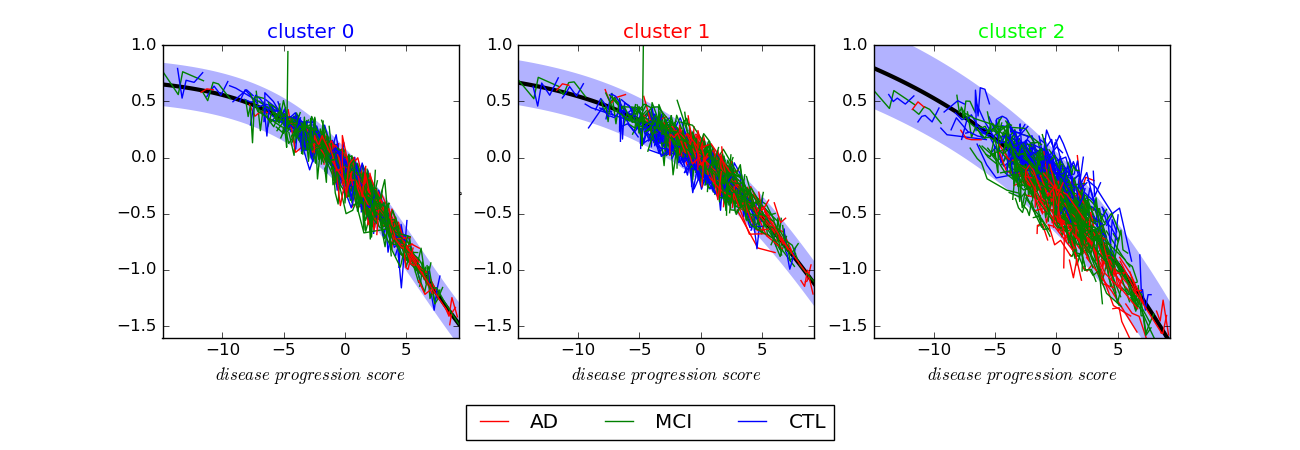 cluster 0 cluster 1 cluster 2
1.0 1.0 1.0
0.5 0.5 0.5
0.0 0.0 0.0
−0.5 −0.5 −0.5
−1.0 −1.0 −1.0
−1.5 −1.5 −1.5
−10 −5 0 5 −10 −5 0 5 −10 −5 0 5
disease progression score disease progression score disease progression score
AD MCI CTL